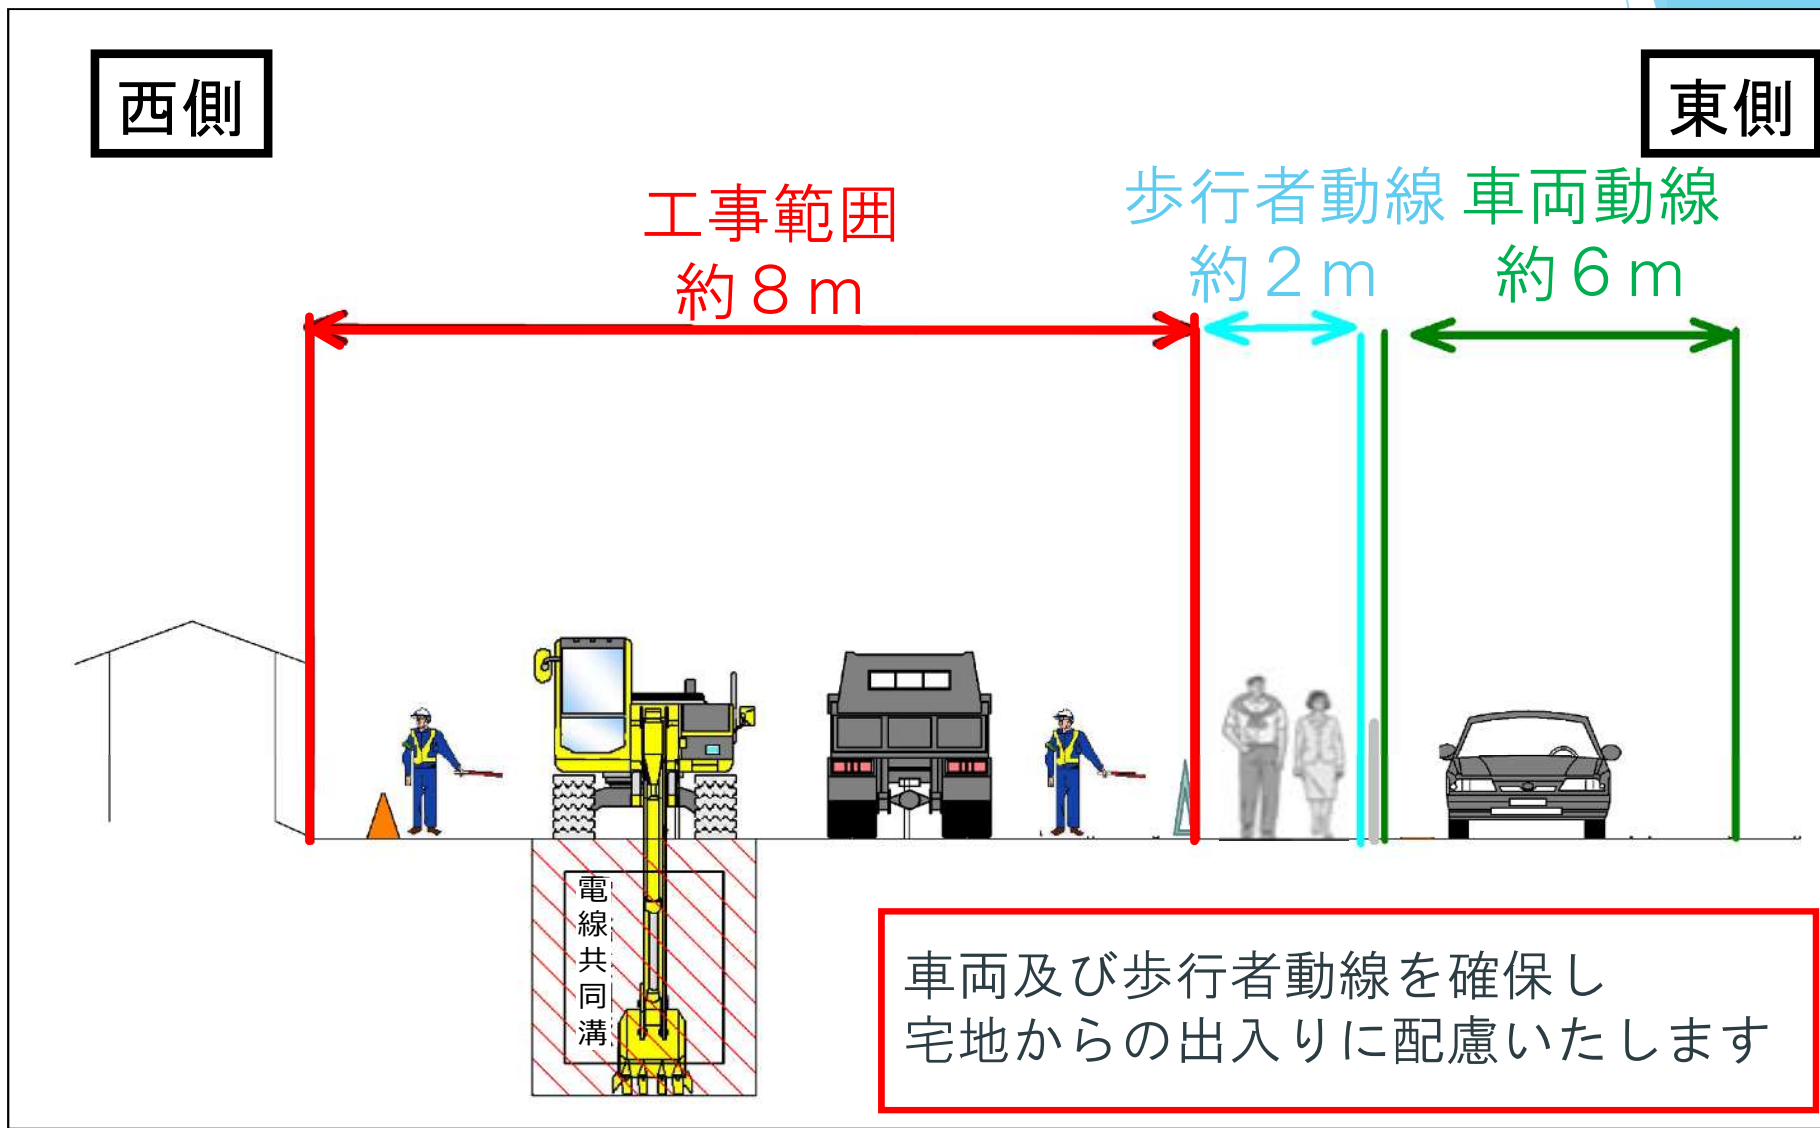 西側
東側
工事範囲
約８ｍ
歩行者動線
約２ｍ
車両動線
約６ｍ
電線共同溝
車両及び歩行者動線を確保し
宅地からの出入りに配慮いたします